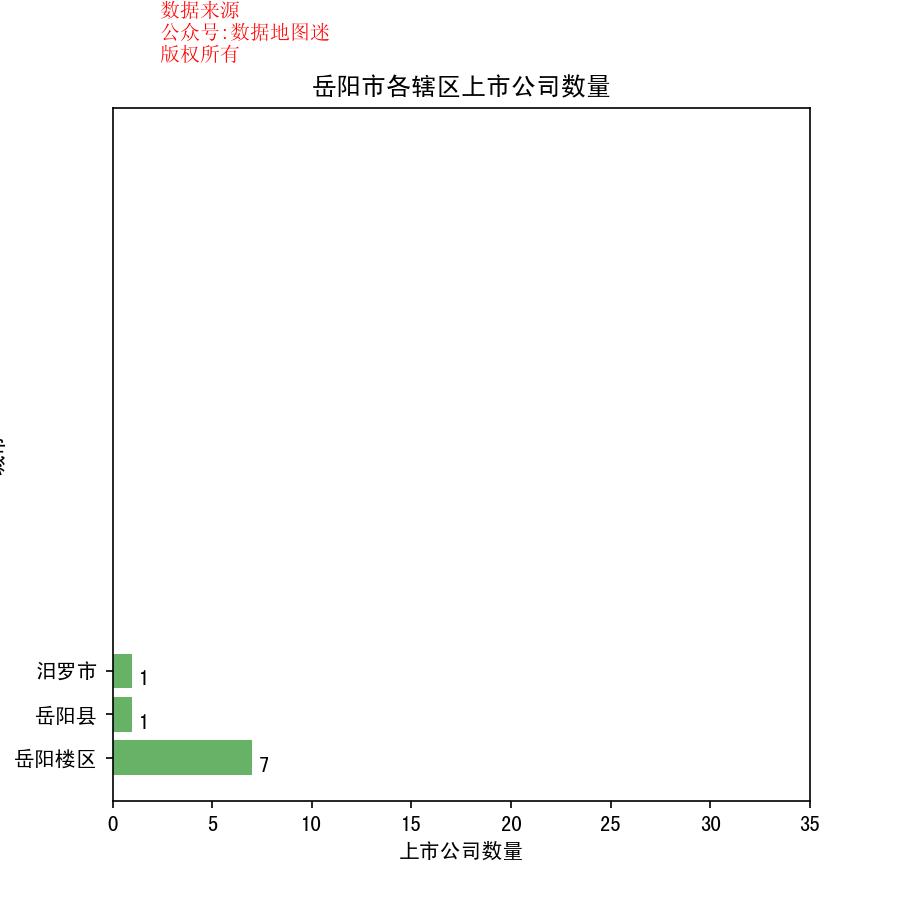 数据来源
公众号:数据地图迷
版权所有
岳阳市各辖区上市公司数量
汨罗市
1
岳阳县
1
岳阳楼区
7
0 5 10 15 20 25 30 35
上市公司数量